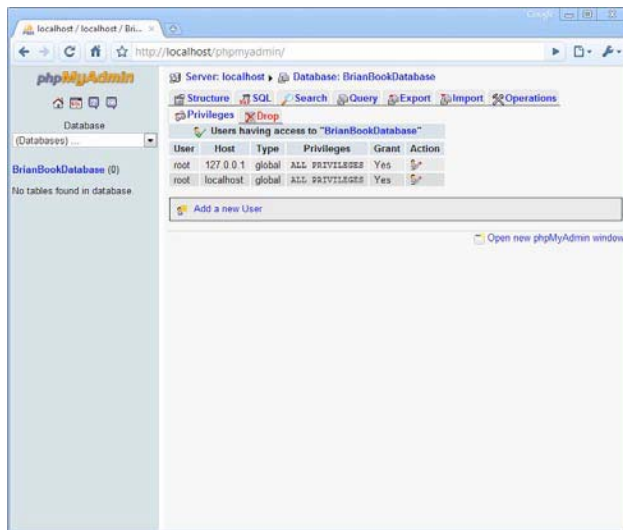 Google
localhost / localhost / Bri...
http://localhost/phpmyadmin/
phpMyAdmin
Database
(Databases) ...
BrianBookDatabase (0)
No tables found in database.
Server: localhost Database: BrianBookDatabase
Structure SQL Search Query Export Import Operations
Privileges Drop
Users having access to "BrianBookDatabase"
User Host Type Privileges Grant Action
root 127.0.0.1 global ALL PRIVILEGES Yes
root localhost global ALL PRIVILEGES Yes
Add a new User
Open new phpMyAdmin window